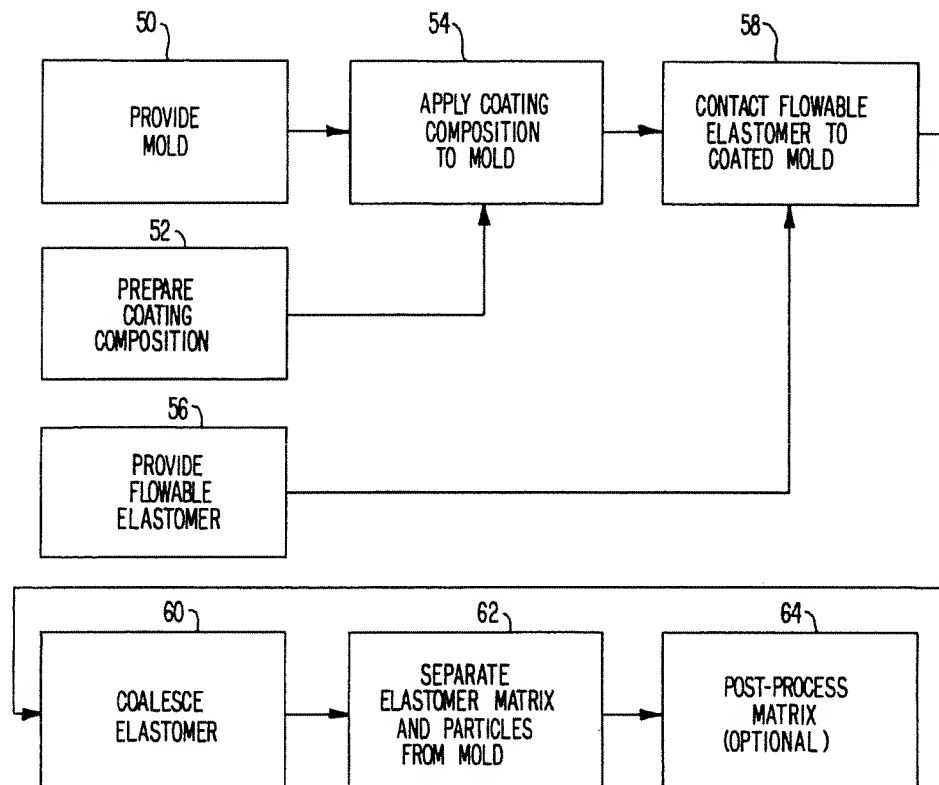 50
PROVIDE
MOLD
54
APPLY COATING
COMPOSITION
TO MOLD
58
CONTACT FLOWABLE
ELASTOMER TO
COATED MOLD
52
PREPARE
COATING
COMPOSITION
56
PROVIDE
FLOWABLE
ELASTOMER
60
COALESCE
ELASTOMER
62
SEPARATE
ELASTOMER MATRIX
AND PARTICLES
FROM MOLD
64
POST-PROCESS
MATRIX
(OPTIONAL)